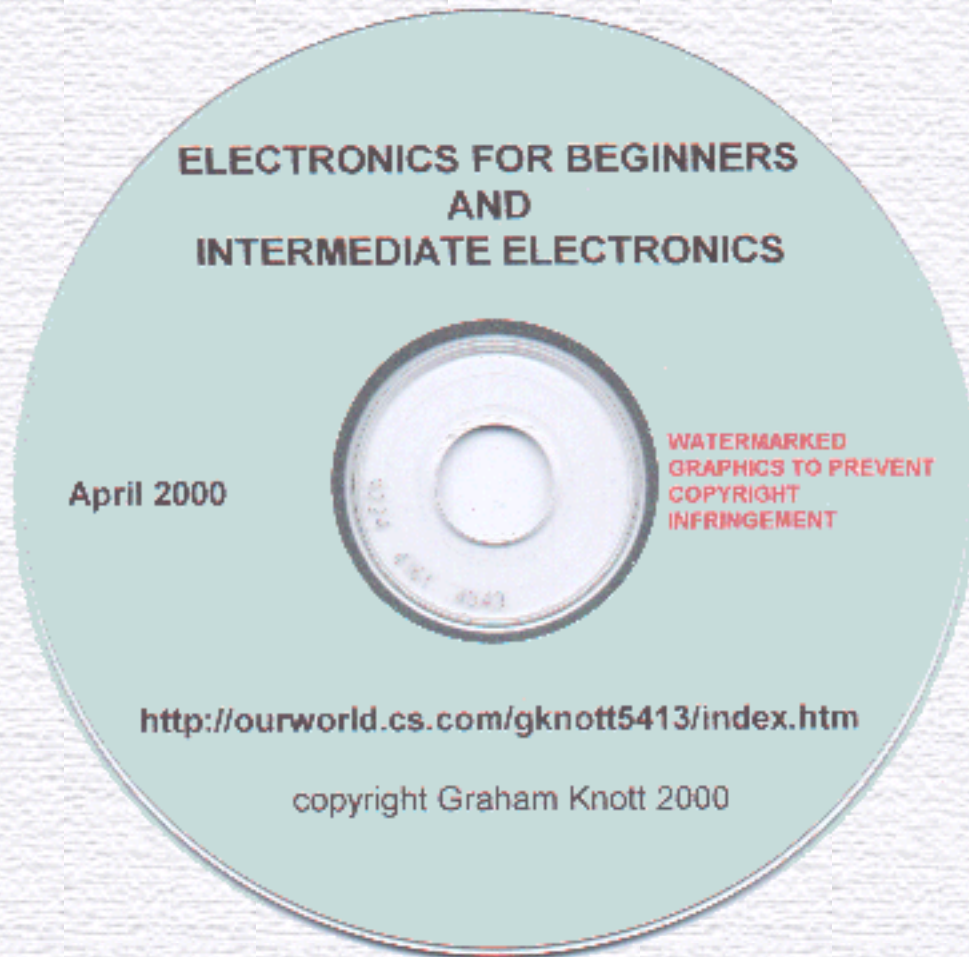 ELECTRONICS FOR BEGINNERS
AND
INTERMEDIATE ELECTRONICS
April 2000
WATERMARKED
GRAPHICS TO PREVENT
COPYRIGHT
INFRINGEMENT
http://ourworld.cs.com/gknott5413/index.htm
copyright Graham Knott 2000